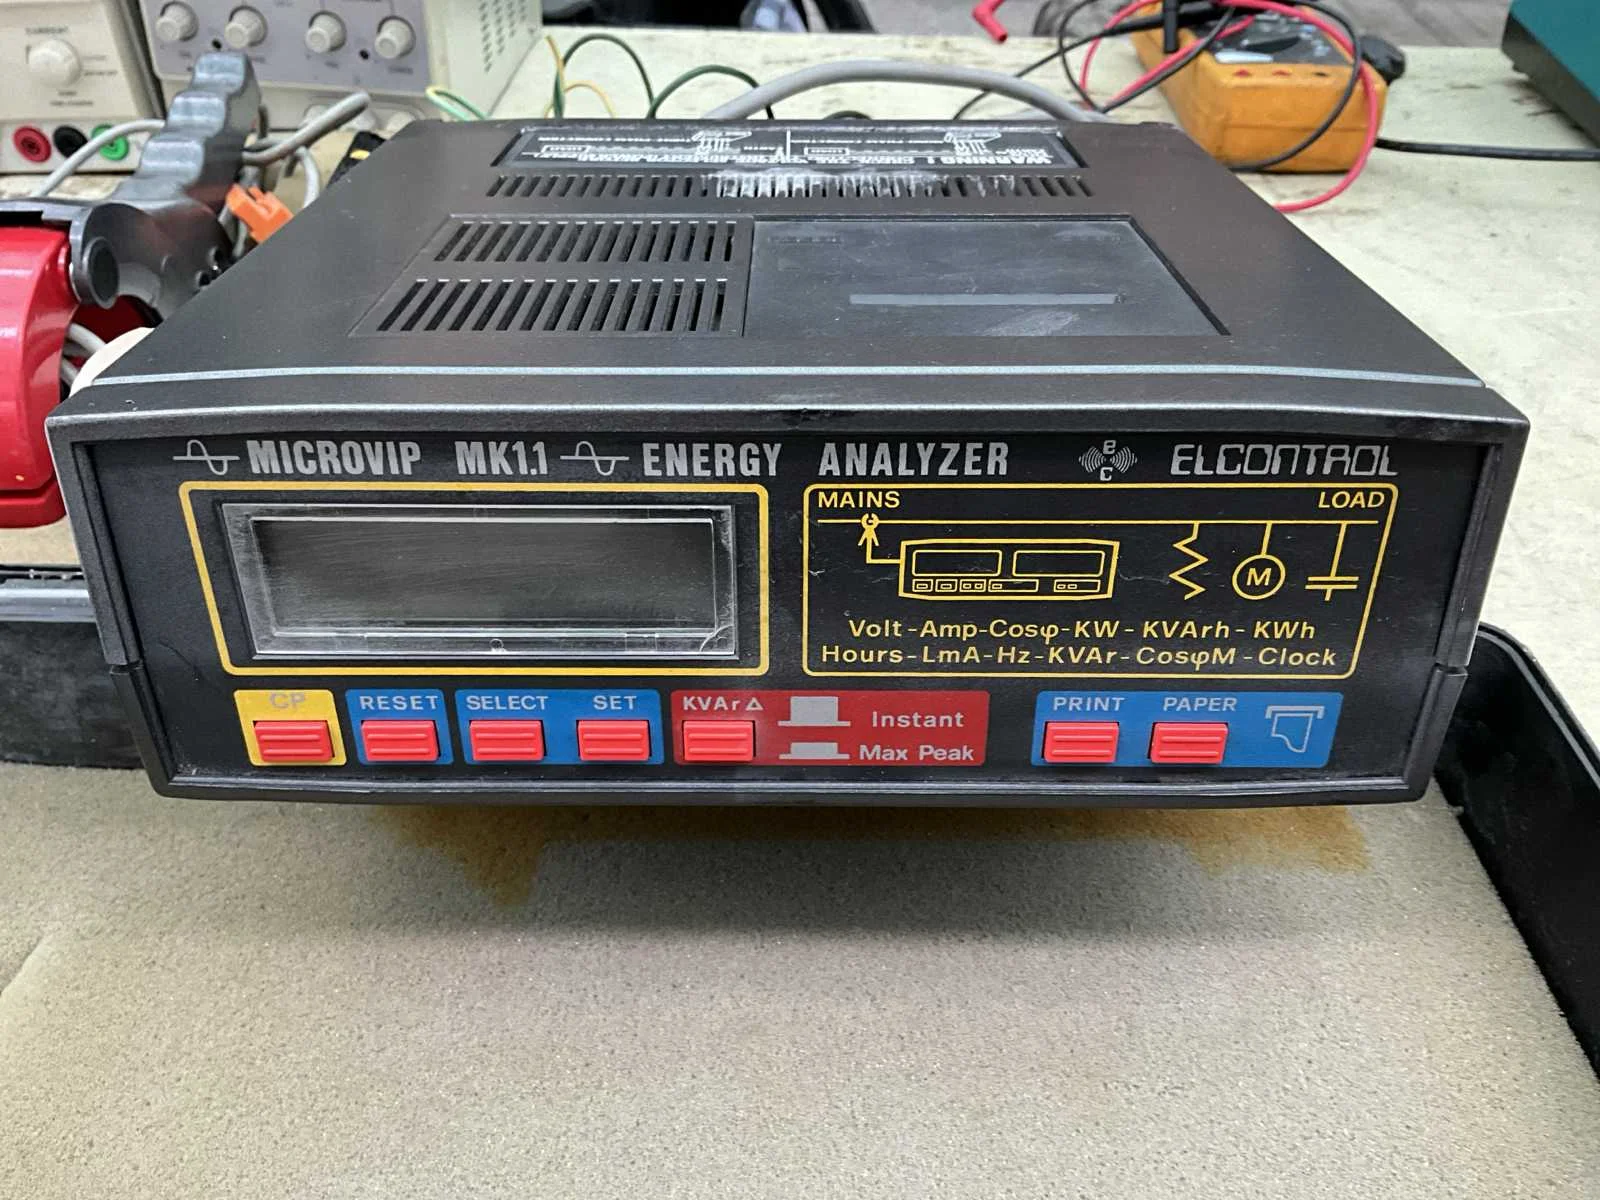 WARNING !
MICROVIP MK1.1 ENERGY ANALYZER
e
C
ELCONTROL
MAINS
LOAD
M
Volt-Amp-Cosφ-KW-KVArh-KWh
Hours-LmA-Hz-KVAr-CosφM-Clock
CP
RESET
SELECT
SET
KVAr Δ
Instant
Max Peak
PRINT
PAPER